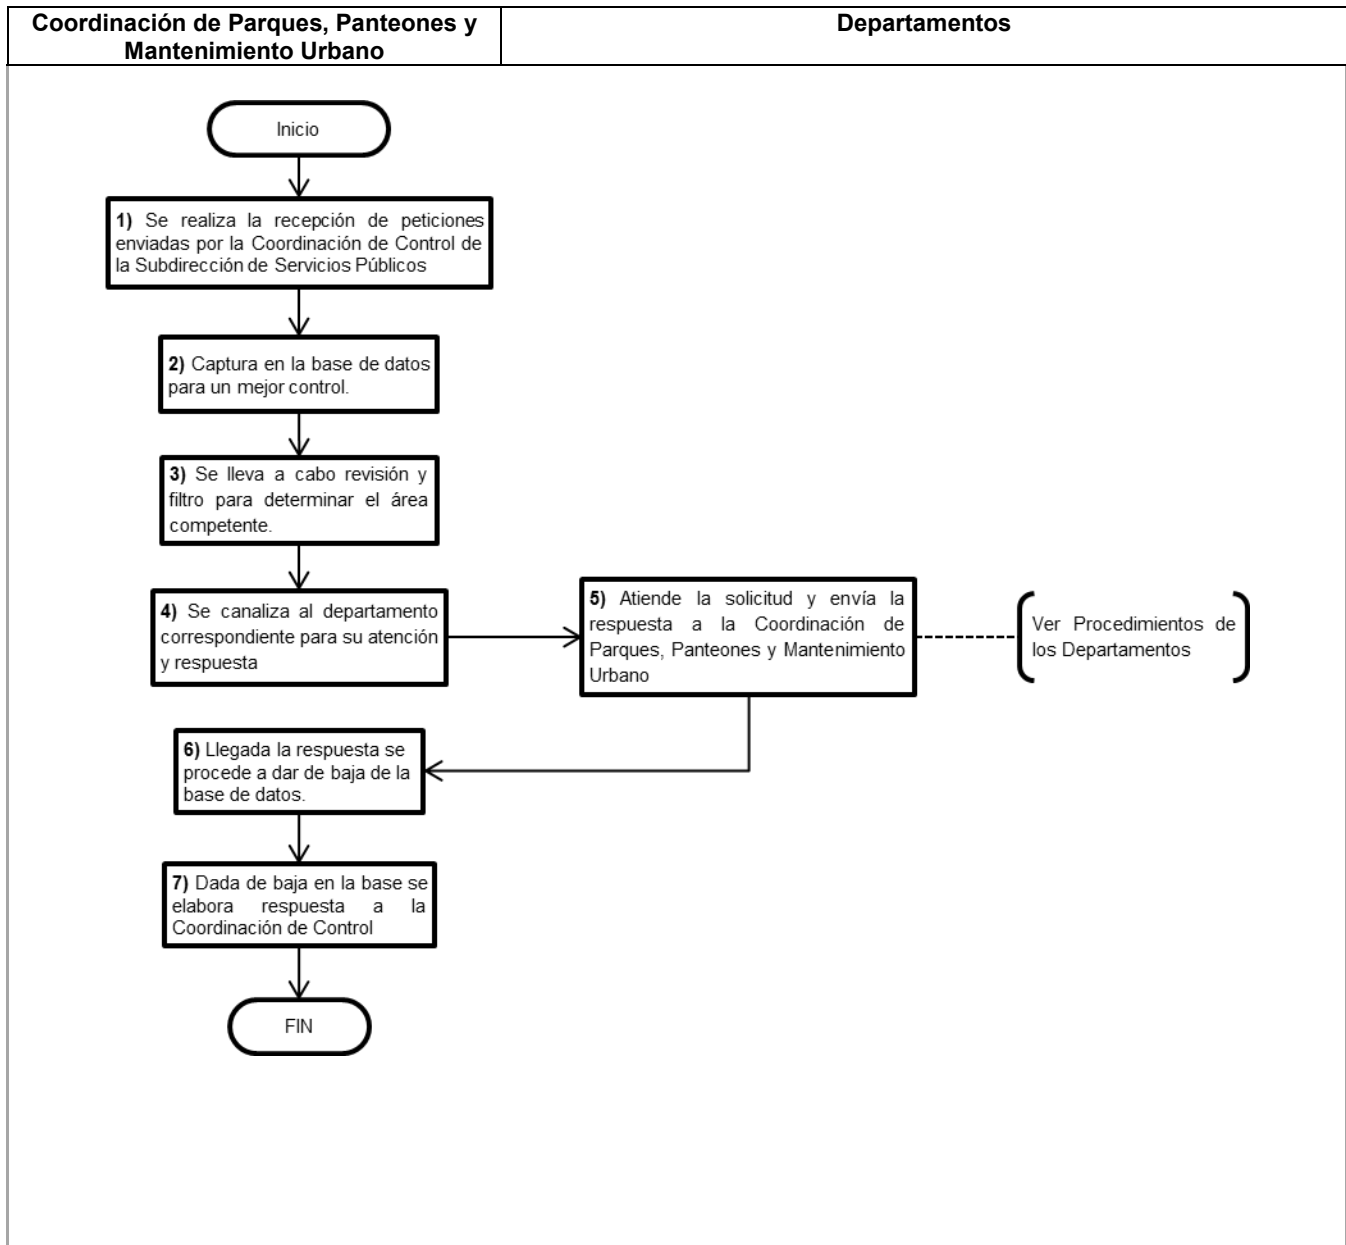 Coordinación de Parques, Panteones y
Mantenimiento Urbano
Departamentos
Inicio
1) Se realiza la recepción de peticiones
enviadas por la Coordinación de Control de
la Subdirección de Servicios Públicos
2) Captura en la base de datos
para un mejor control.
3) Se lleva a cabo revisión y
filtro para determinar el área
competente.
4) Se canaliza al departamento
correspondiente para su atención
y respuesta
5) Atiende la solicitud y envía la
respuesta a la Coordinación de
Parques, Panteones y Mantenimiento
Urbano
Ver Procedimientos de
los Departamentos
6) Llegada la respuesta se
procede a dar de baja de la
base de datos.
7) Dada de baja en la base se
elabora respuesta a la
Coordinación de Control
FIN